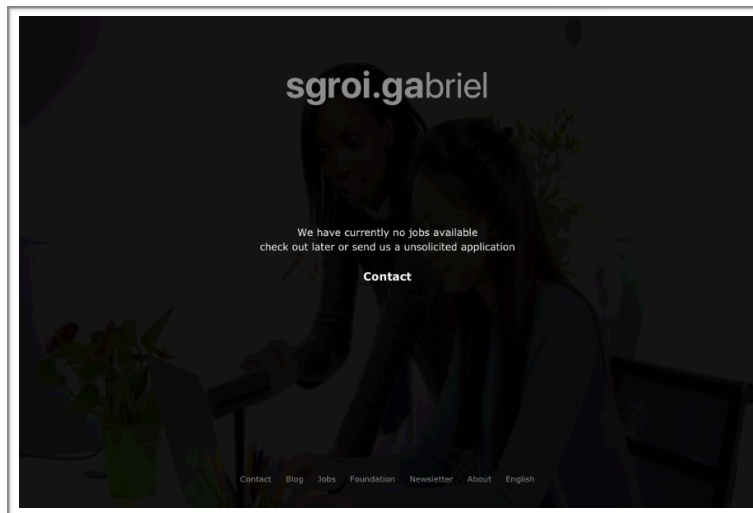 sgroi.gabriel
We have currently no jobs available
check out later or send us a unsolicited application
Contact
Contact Blog Jobs Foundation Newsletter About English